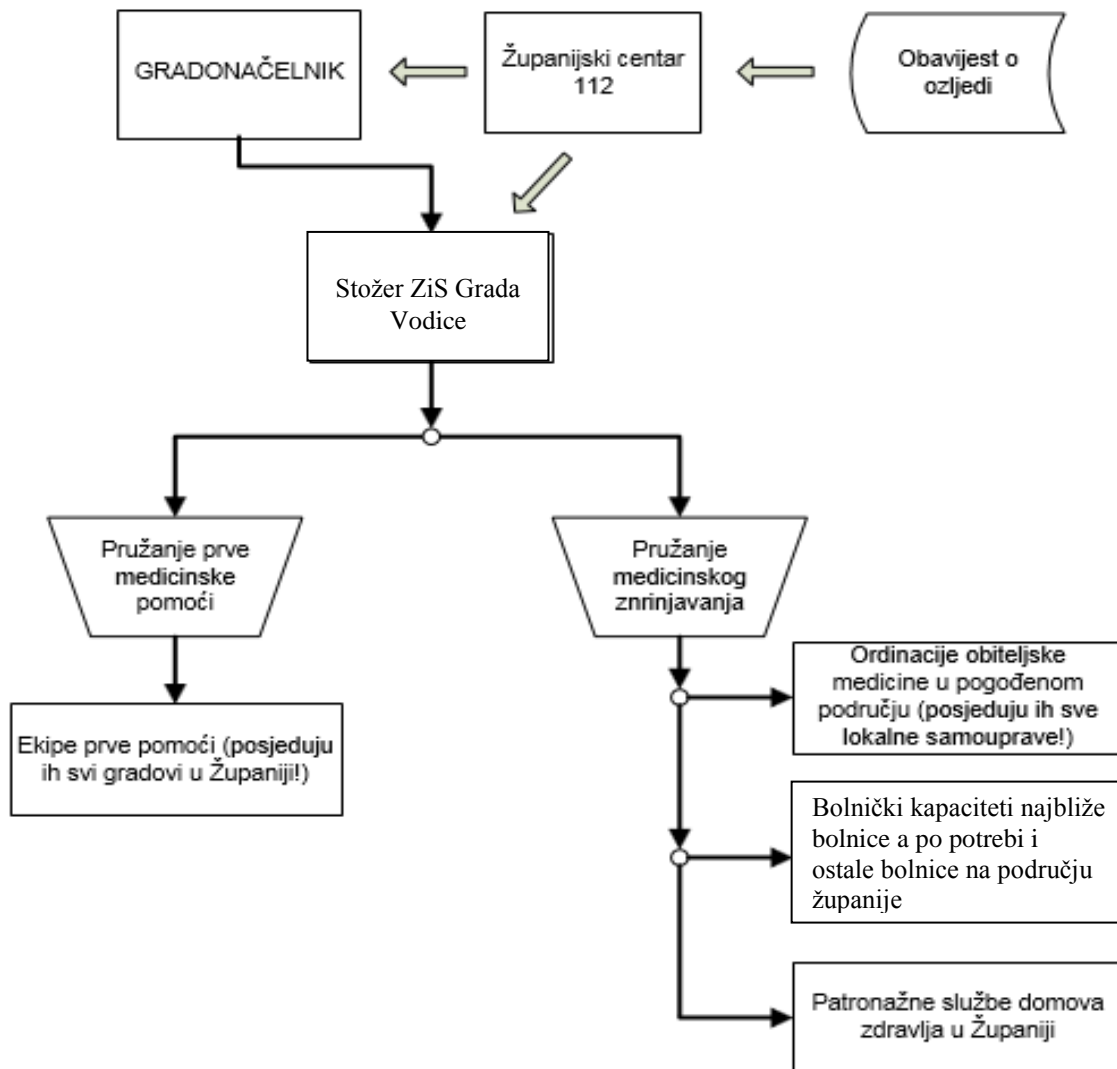 GRADONAČELNIK
Županijski centar
112
Obavijest o
ozljedi
Stožer ZiS Grada
Vodice
Pružanje prve
medicinske
pomoći
Pružanje
medicinskog
znrinjavanja
Ekipe prve pomoći (posjeduju
ih svi gradovi u Županiji!)
Ordinacije obiteljske
medicine u pogođenom
području (posjeduju ih sve
lokalne samouprave!)
Bolnički kapaciteti najbliže
bolnice a po potrebi i
ostale bolnice na području
županije
Patronažne službe domova
zdravlja u Županiji